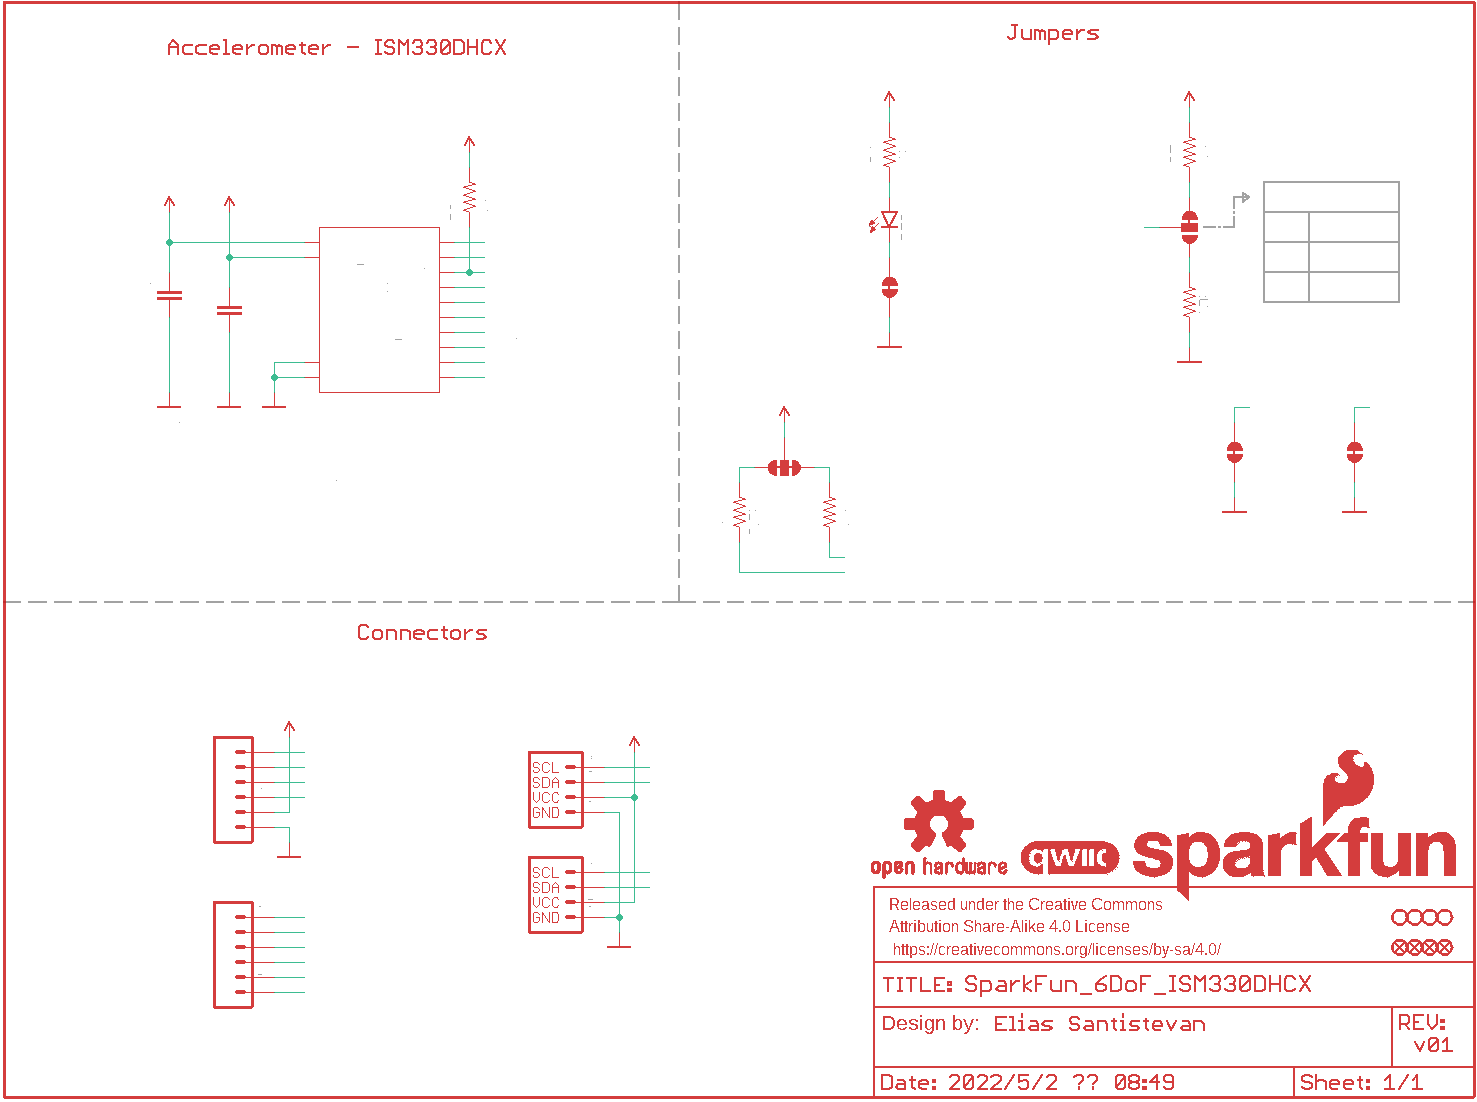 Accelerometer - ISM330DHCX
Jumpers
Connectors
SCL
SDA
VCC
GND
SCL
SDA
VCC
GND
open hardware
qwiic
sparkfun
Released under the Creative Commons
Attribution Share-Alike 4.0 License
https://creativecommons.org/licenses/by-sa/4.0/
TITLE: SparkFun_6DoF_ISM330DHCX
Design by: Elias Santistevan
REV:
v01
Date: 2022/5/2 ?? 08:49
Sheet: 1/1